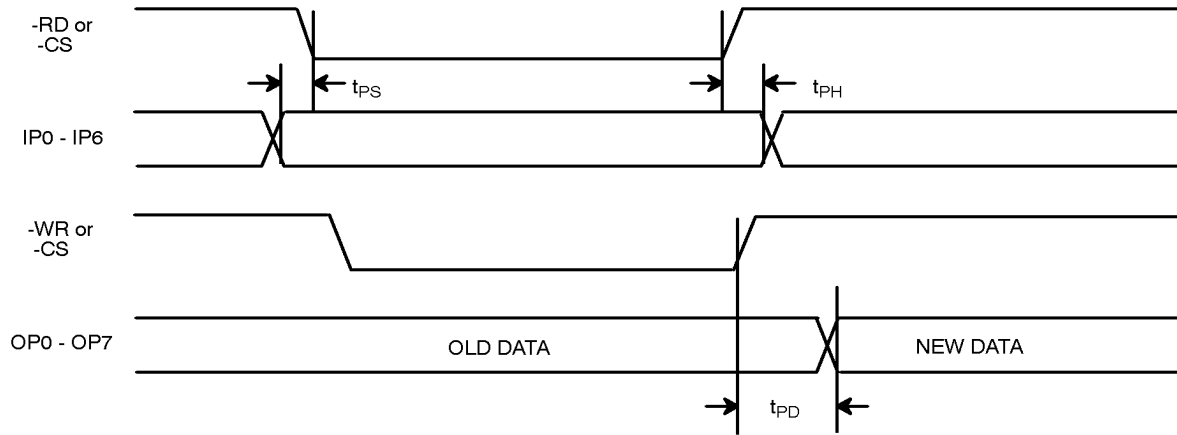 -RD or
-CS
tPS
tPH
IP0 - IP6
-WR or
-CS
OP0 - OP7
OLD DATA
NEW DATA
tPD